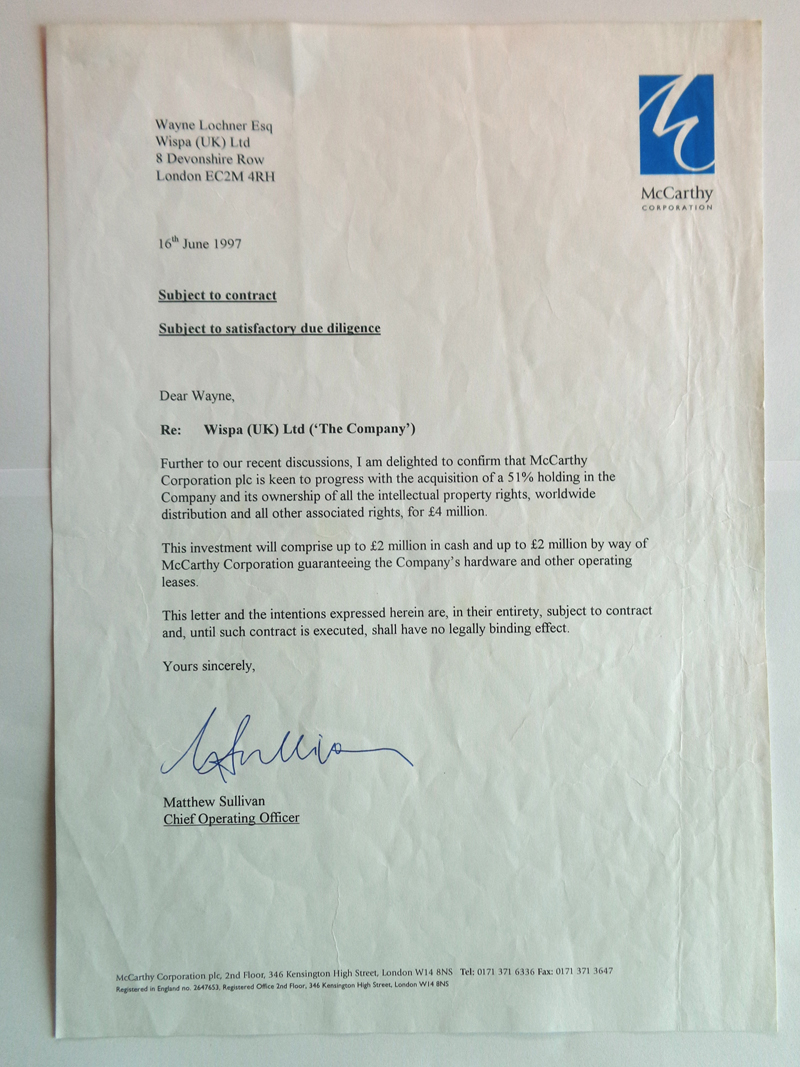 McCarthy
CORPORATION
Wayne Lochner Esq
Wispa (UK) Ltd
8 Devonshire Row
London EC2M 4RH
16th June 1997
Subject to contract
Subject to satisfactory due diligence
Dear Wayne,
Re: Wispa (UK) Ltd (‘The Company’)
Further to our recent discussions, I am delighted to confirm that McCarthy
Corporation plc is keen to progress with the acquisition of a 51% holding in the
Company and its ownership of all the intellectual property rights, worldwide
distribution and all other associated rights, for £4 million.
This investment will comprise up to £2 million in cash and up to £2 million by way of
McCarthy Corporation guaranteeing the Company’s hardware and other operating
leases.
This letter and the intentions expressed herein are, in their entirety, subject to contract
and, until such contract is executed, shall have no legally binding effect.
Yours sincerely,
Matthew Sullivan
Chief Operating Officer
McCarthy Corporation plc, 2nd Floor, 346 Kensington High Street, London W14 8NS Tel: 0171 371 6336 Fax: 0171 371 3647
Registered in England no. 2647653, Registered Office 2nd Floor, 346 Kensington High Street, London W14 8NS